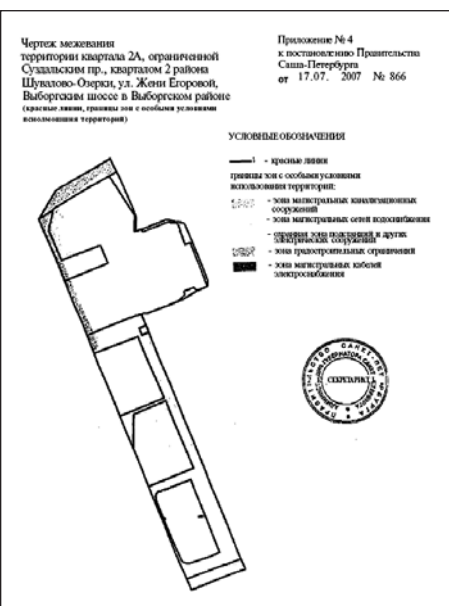 Чертеж межевания
территории квартала 2А, ограниченной
Суздальским пр., кварталом 2 района
Шувалово-Озерки, ул. Жени Егоровой,
Выборгским шоссе в Выборгском районе
(красные линии, границы зон с особыми условиями
использования территорий)
Приложение № 4
к постановлению Правительства
Санкт-Петербурга
от 17.07. 2007 № 866
УСЛОВНЫЕ ОБОЗНАЧЕНИЯ
1 - красные линии
границы зон с особыми условиями
использования территорий:
- зона магистральных канализационных
сооружений
- зона магистральных сетей водоснабжения
- охранная зона подстанций и других
электрических сооружений
- зона градостроительных ограничений
- зона магистральных кабелей
электроснабжения
СЕКРЕТАРИАТ